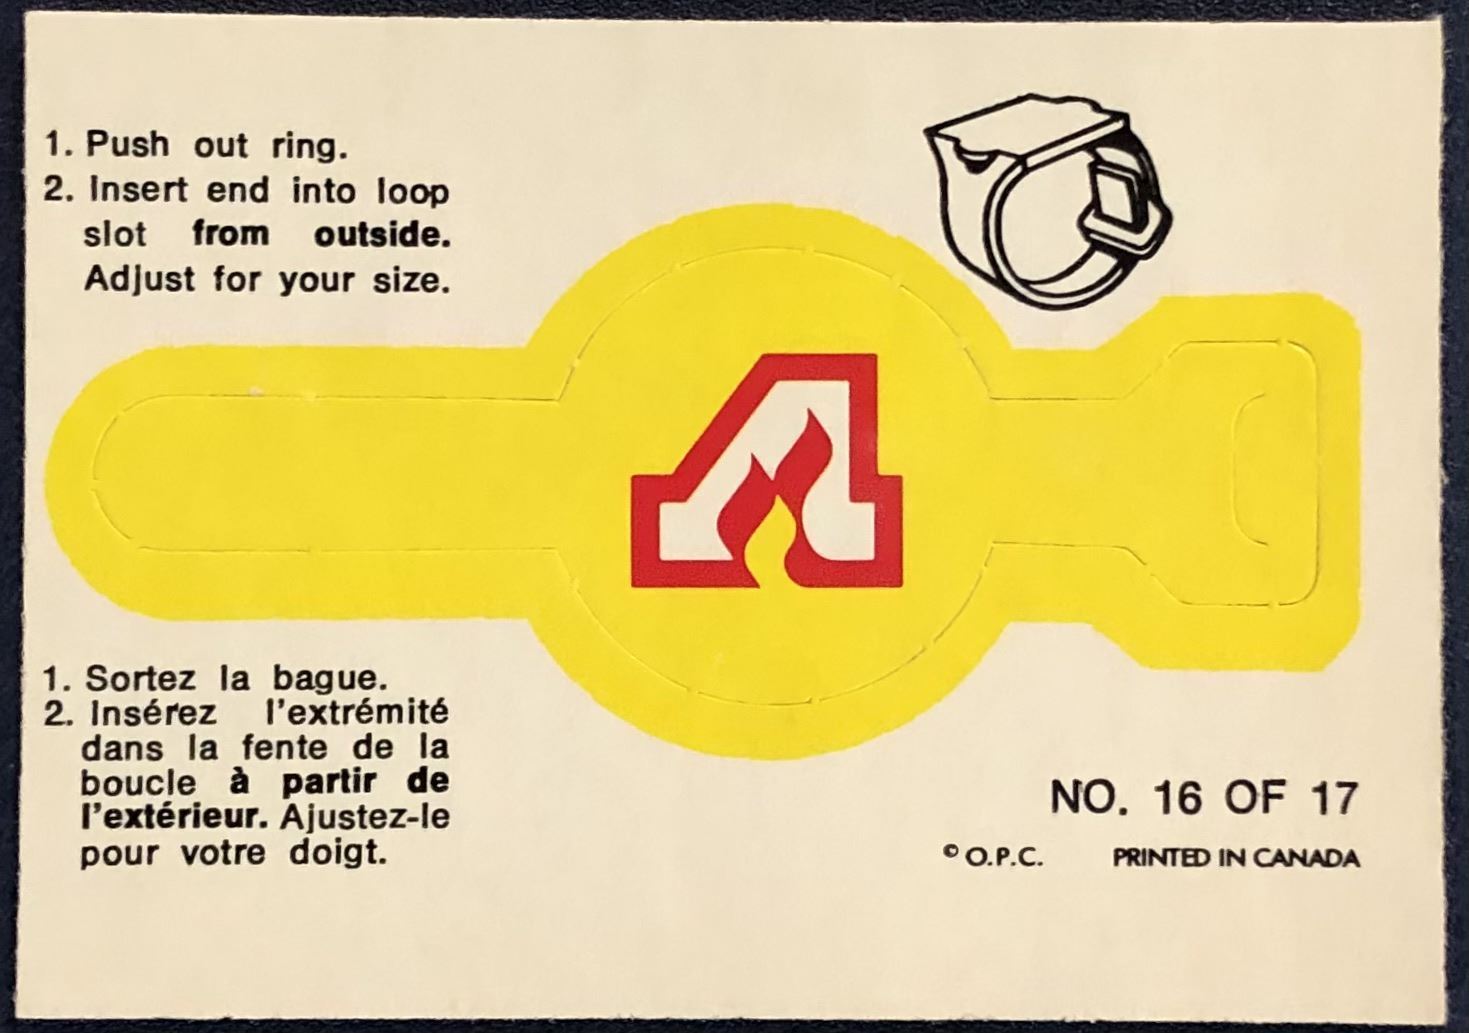 1. Push out ring.
2. Insert end into loop
slot from outside.
Adjust for your size.
1. Sortez la bague.
2. Insérez l'extrémité
dans la fente de la
boucle à partir de
l'extérieur. Ajustez-le
pour votre doigt.
NO. 16 OF 17
© O.P.C. PRINTED IN CANADA